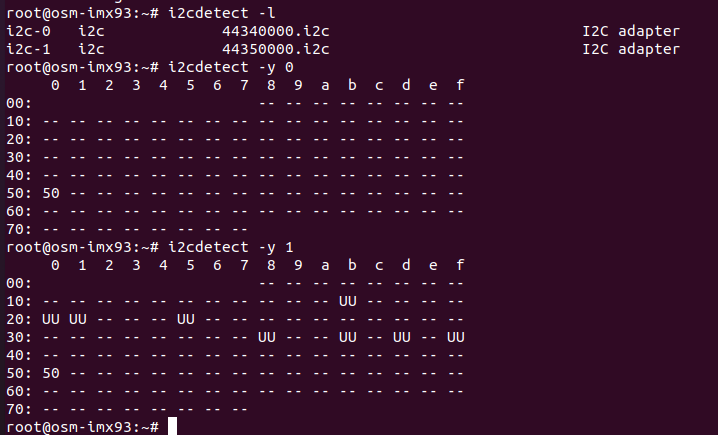 root@osm-imx93:~# i2cdetect -l
i2c-0   i2c             44340000.i2c                            I2C adapter
i2c-1   i2c             44350000.i2c                            I2C adapter
root@osm-imx93:~# i2cdetect -y 0
     0  1  2  3  4  5  6  7  8  9  a  b  c  d  e  f
00:                         -- -- -- -- -- -- -- --
10: -- -- -- -- -- -- -- -- -- -- -- -- -- -- -- --
20: -- -- -- -- -- -- -- -- -- -- -- -- -- -- -- --
30: -- -- -- -- -- -- -- -- -- -- -- -- -- -- -- --
40: -- -- -- -- -- -- -- -- -- -- -- -- -- -- -- --
50: 50 -- -- -- -- -- -- -- -- -- -- -- -- -- -- --
60: -- -- -- -- -- -- -- -- -- -- -- -- -- -- -- --
70: -- -- -- -- -- -- -- --
root@osm-imx93:~# i2cdetect -y 1
     0  1  2  3  4  5  6  7  8  9  a  b  c  d  e  f
00:                         -- -- -- -- -- -- -- --
10: -- -- -- -- -- -- -- -- -- -- -- UU -- -- -- --
20: UU UU -- -- -- UU -- -- -- -- -- -- -- -- -- --
30: -- -- -- -- -- -- -- -- UU -- -- UU -- UU -- UU
40: -- -- -- -- -- -- -- -- -- -- -- -- -- -- -- --
50: 50 -- -- -- -- -- -- -- -- -- -- -- -- -- -- --
60: -- -- -- -- -- -- -- -- -- -- -- -- -- -- -- --
70: -- -- -- -- -- -- -- --
root@osm-imx93:~#